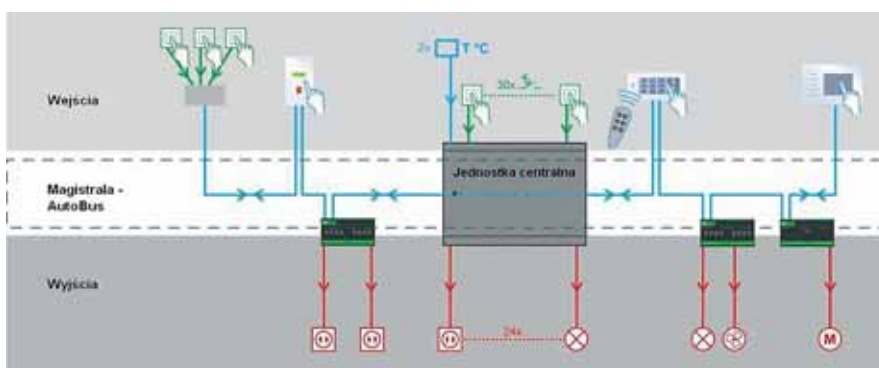 2x T °C
30x
Wejścia
Jednostka centralna
Magistrala -
AutoBus
Wyjścia
24x
M